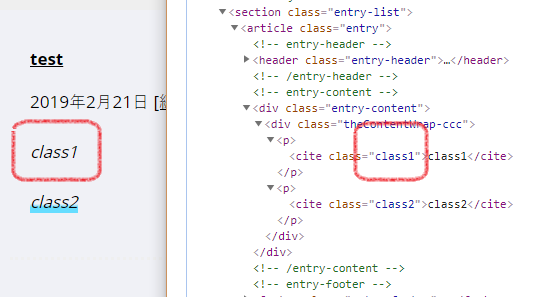 test
2019年2月21日 [
class1
class2
<section class="entry-list">
<article class="entry">
<!-- entry-header -->
<header class="entry-header">…</header>
<!-- /entry-header -->
<!-- entry-content -->
<div class="entry-content">
<div class="theContentWrap-ccc">
<p>
<cite class="class1">class1</cite>
</p>
<p>
<cite class="class2">class2</cite>
</p>
</div>
</div>
<!-- /entry-content -->
<!-- entry-footer -->